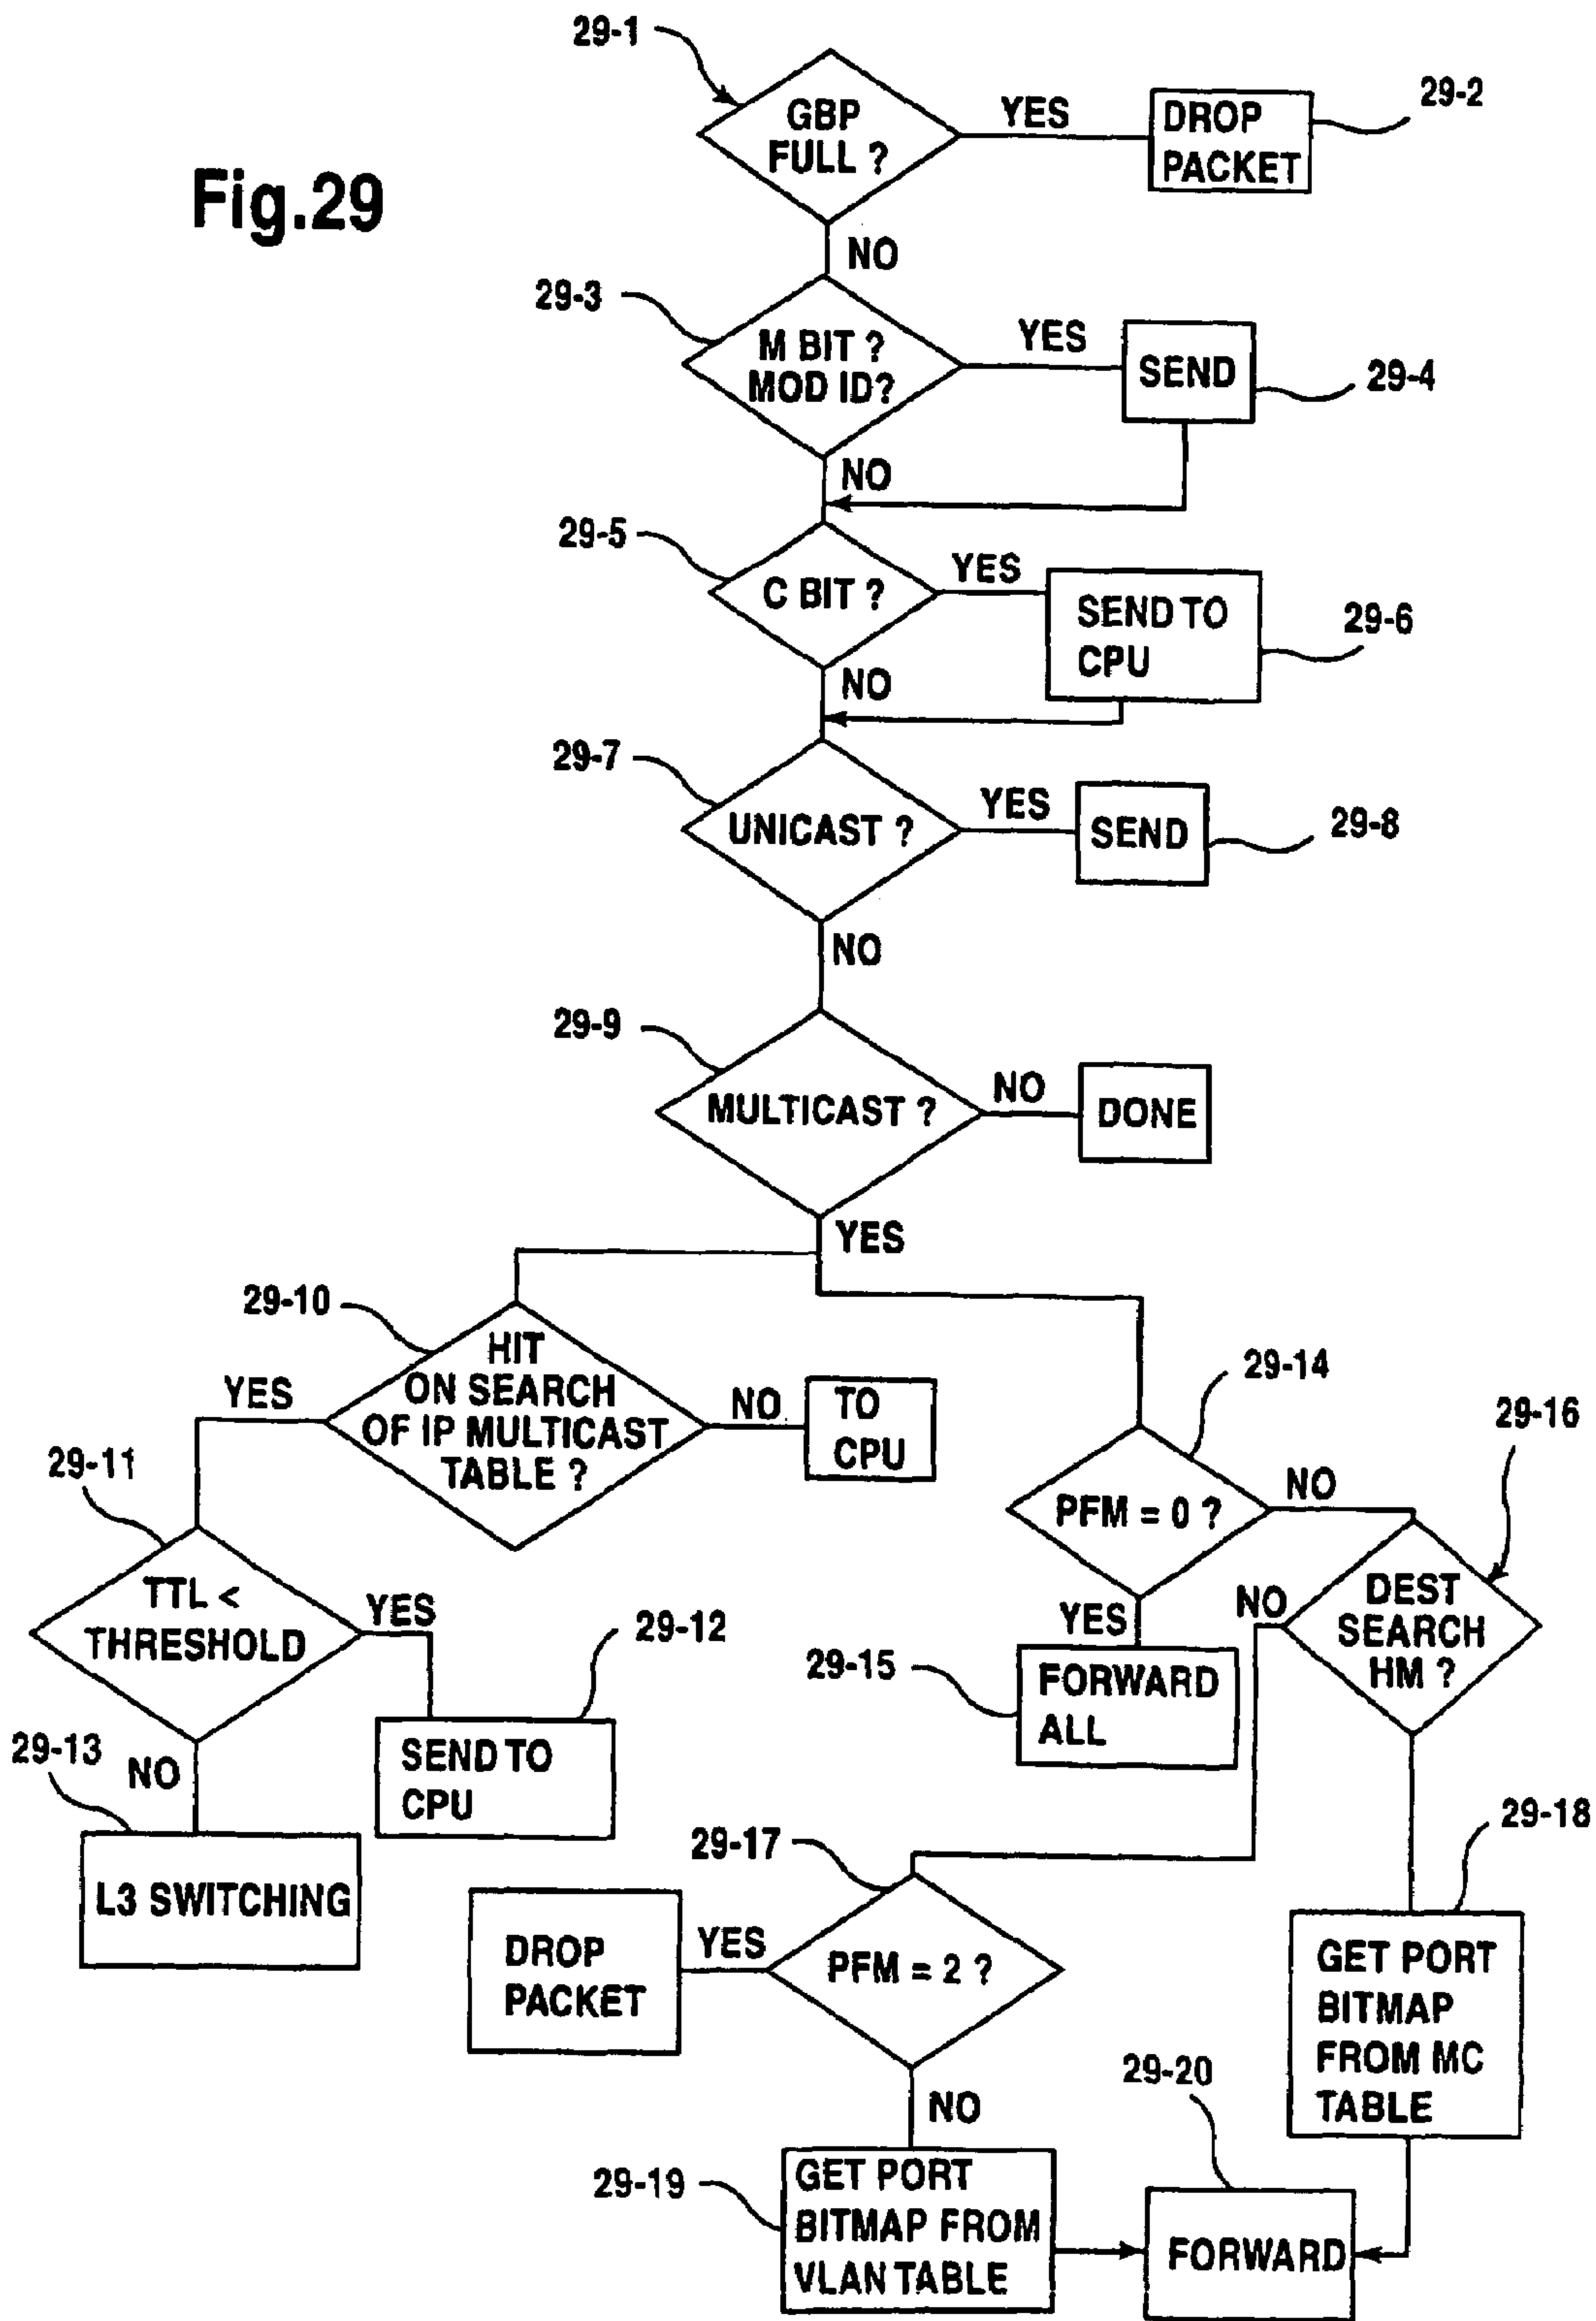 Fig.29
29-1
GBP
FULL ?
YES
DROP
PACKET
29-2
NO
29-3
M BIT ?
MOD ID?
YES
SEND
29-4
NO
29-5
C BIT ?
YES
SEND TO
CPU
29-6
NO
29-7
UNICAST ?
YES
SEND
29-8
NO
29-9
MULTICAST ?
NO
DONE
YES
29-10
HIT
ON SEARCH
OF IP MULTICAST
TABLE ?
YES
NO
TO
CPU
29-11
TTL <
THRESHOLD
YES
29-12
SEND TO
CPU
29-13
NO
L3 SWITCHING
29-14
PFM = 0 ?
NO
YES
29-15
FORWARD
ALL
29-16
DEST
SEARCH
HM ?
NO
29-17
PFM = 2 ?
YES
DROP
PACKET
NO
29-18
GET PORT
BITMAP
FROM MC
TABLE
29-19
GET PORT
BITMAP FROM
VLAN TABLE
29-20
FORWARD